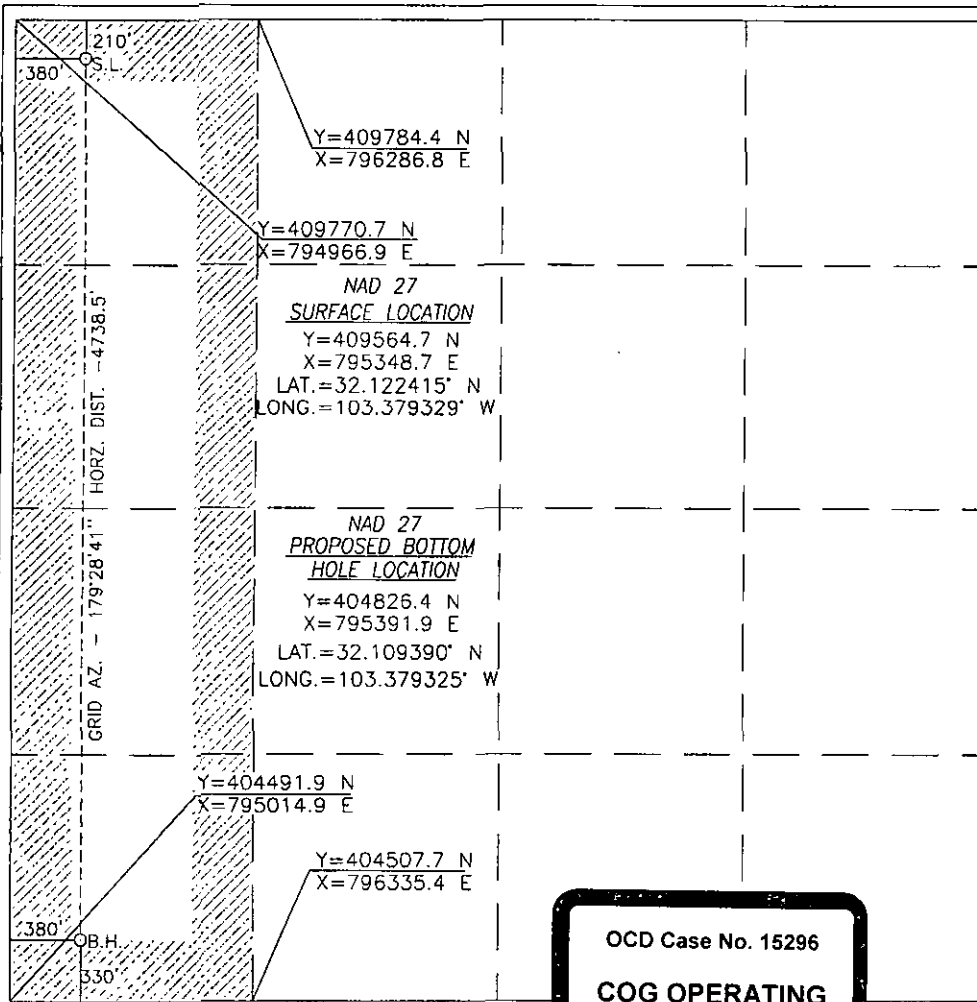 210'
380'
S.L.
Y=409784.4 N
X=796286.8 E
Y=409770.7 N
X=794966.9 E
NAD 27
SURFACE LOCATION
Y=409564.7 N
X=795348.7 E
LAT.=32.122415° N
LONG.=103.379329° W
HORZ. DIST. -4738.5'
GRID AZ. - 179°28'41"
NAD 27
PROPOSED BOTTOM
HOLE LOCATION
Y=404826.4 N
X=795391.9 E
LAT.=32.109390° N
LONG.=103.379325° W
Y=404491.9 N
X=795014.9 E
Y=404507.7 N
X=796335.4 E
380'
B.H.
330'
OCD Case No. 15296
COG OPERATING